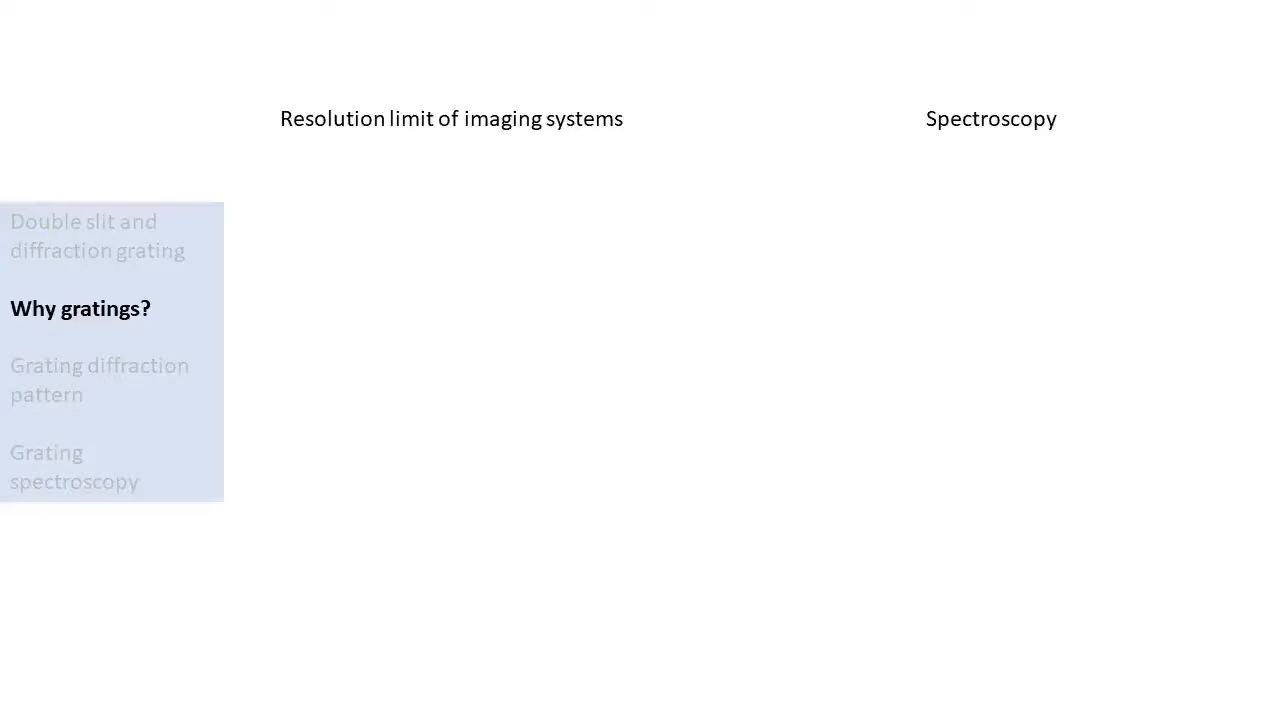 Resolution limit of imaging systems
Spectroscopy
Double slit and
diffraction grating
Why gratings?
Grating diffraction
pattern
Grating
spectroscopy